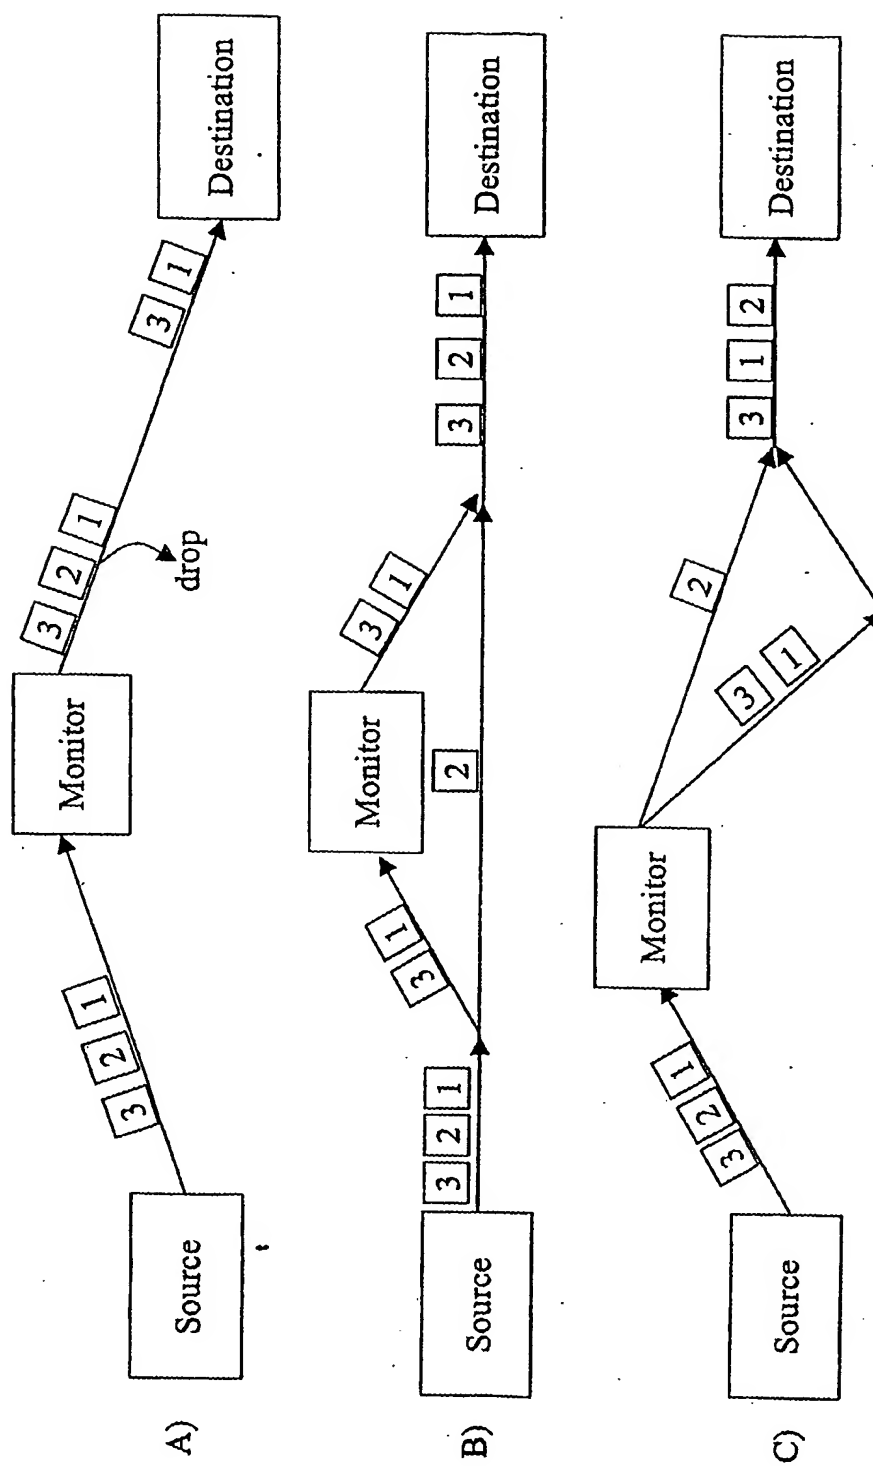 A)
Source
3 2 1
Monitor
3 2 1
drop
3 1
Destination
B)
Source
3 2 1
3 1
Monitor
2
3 1
3 2 1
Destination
C)
Source
3 2 1
Monitor
2
3 1
3 1 2
Destination